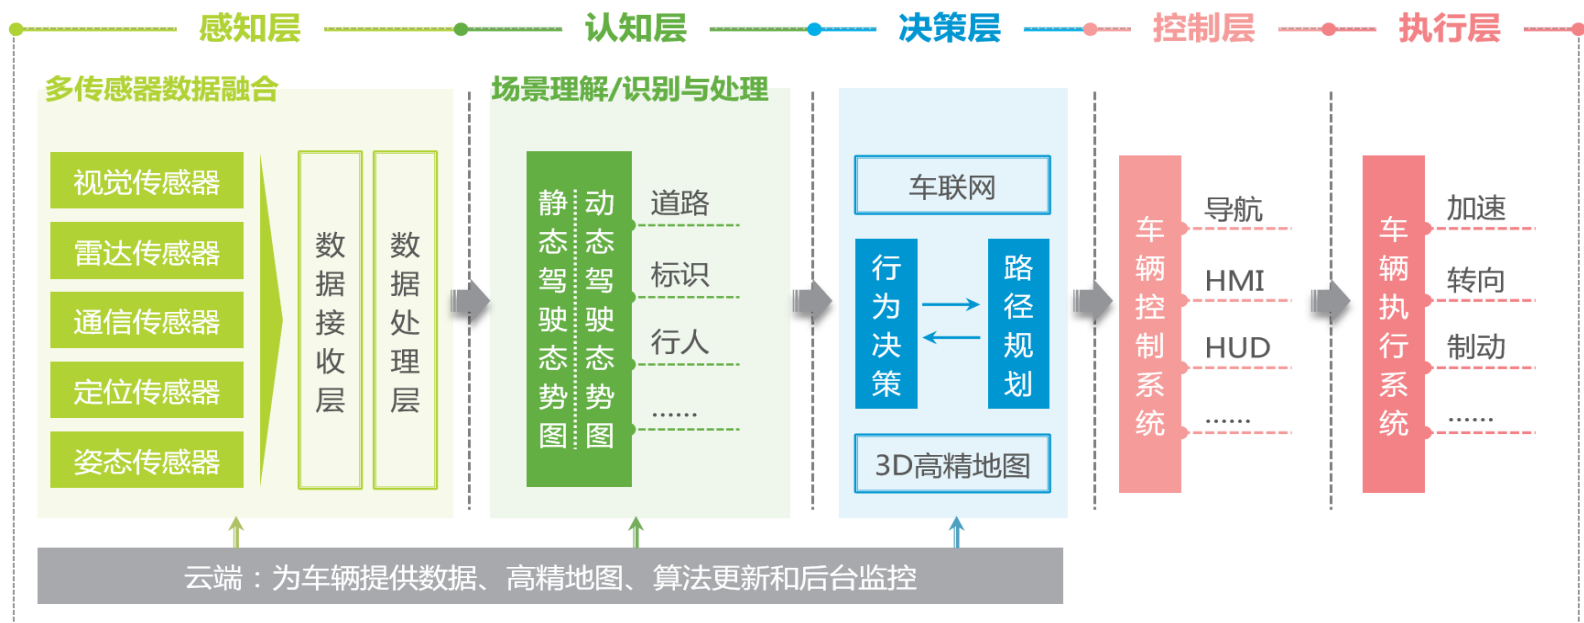 感知层
认知层
决策层
控制层
执行层
多传感器数据融合
视觉传感器
雷达传感器
通信传感器
定位传感器
姿态传感器
数据接收层
数据处理层
场景理解/识别与处理
静态驾驶态势图
动态驾驶态势图
道路
标识
行人
……
车联网
行为决策
路径规划
3D高精地图
车辆控制系统
导航
HMI
HUD
……
车辆执行系统
加速
转向
制动
……
云端：为车辆提供数据、高精地图、算法更新和后台监控